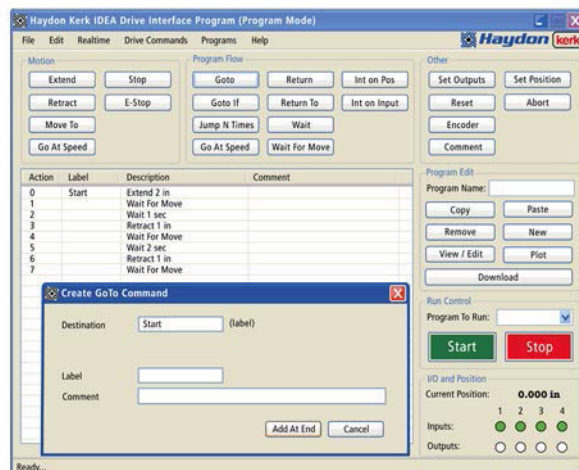 Haydon Kerk IDEA Drive Interface Program (Program Mode)
File Edit Realtime Drive Commands Programs Help
Haydon kerk
Motion
Extend Stop
Retract E-Stop
Move To
Go At Speed
Program Flow
Goto Return Int on Pos
Goto If Return To Int on Input
Jump N Times Wait
Go At Speed Wait For Move
Other
Set Outputs Set Position
Reset Abort
Encoder
Comment
Action Label Description Comment
0 Start Extend 2 in
1 Wait For Move
2 Wait 1 sec
3 Retract 1 in
4 Wait For Move
5 Wait 2 sec
6 Retract 1 in
7 Wait For Move
Create GoTo Command
Destination Start (label)
Label
Comment
Add At End Cancel
Program Edit
Program Name:
Copy Paste
Remove New
View / Edit Plot
Download
Run Control
Program To Run:
Start Stop
I/O and Position
Current Position: 0.000 in
1 2 3 4
Inputs:
Outputs:
Ready...